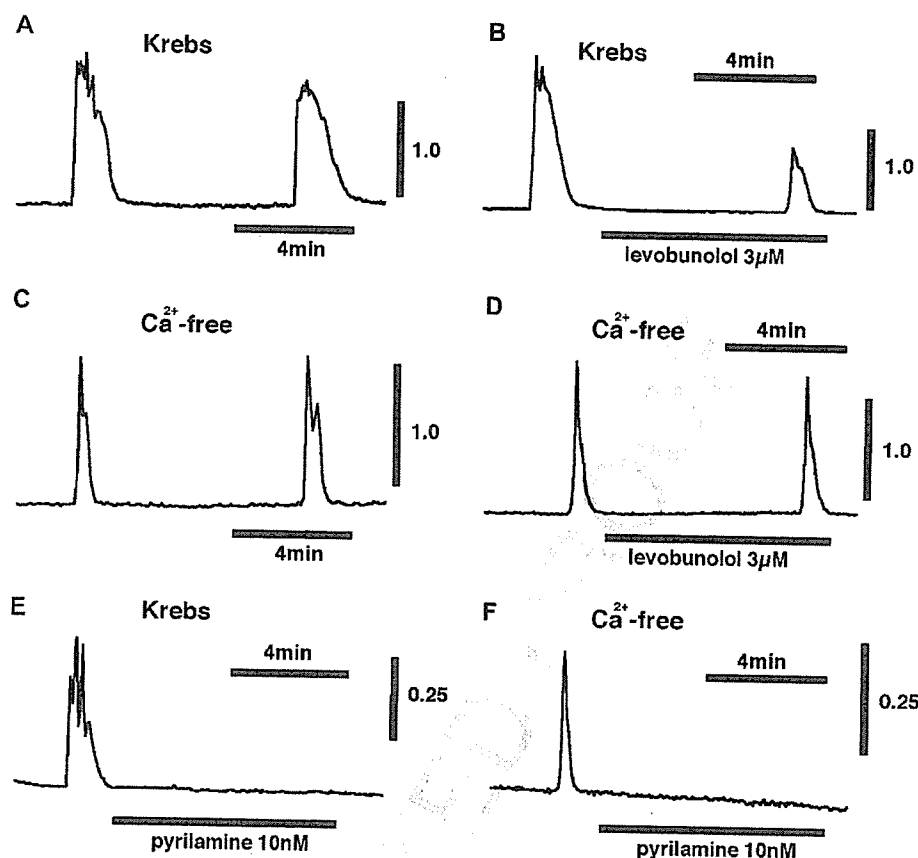 A
Krebs
1.0
4min
B
Krebs
4min
1.0
levobunolol 3µM
C
Ca2+-free
1.0
4min
D
Ca2+-free
4min
1.0
levobunolol 3µM
E
Krebs
4min
0.25
pyrilamine 10nM
F
Ca2+-free
4min
0.25
pyrilamine 10nM